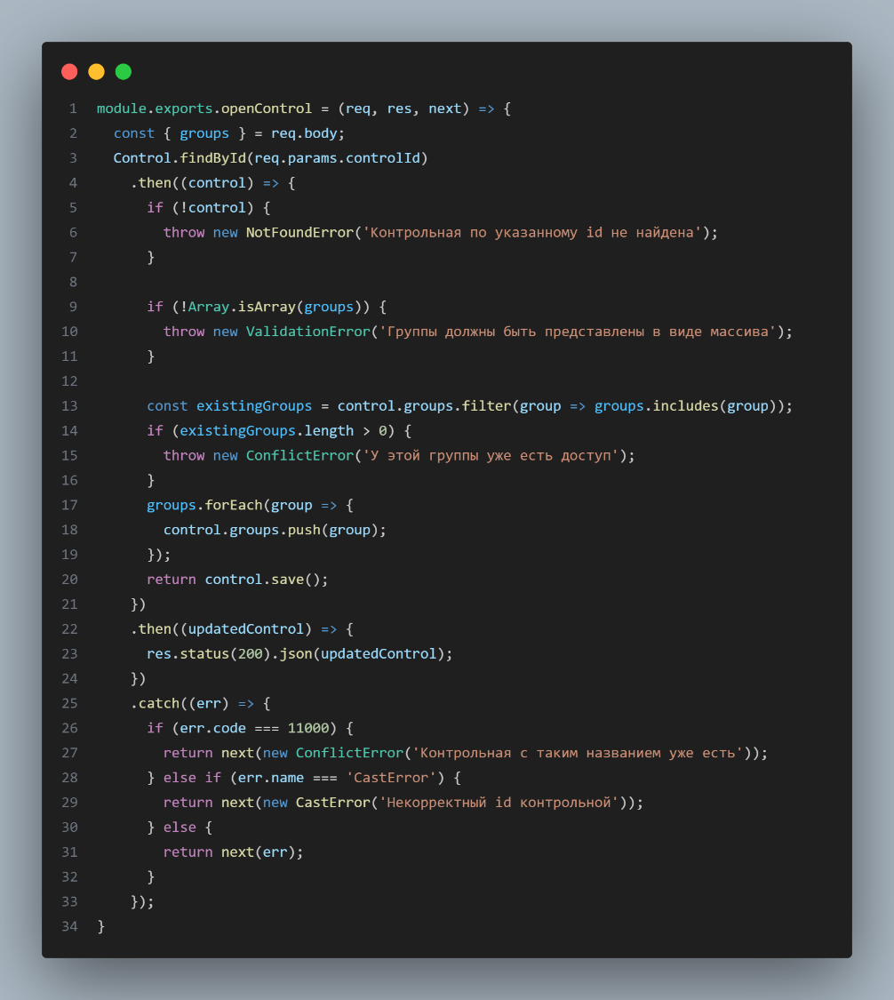 1 module.exports.openControl = (req, res, next) => {
2   const { groups } = req.body;
3   Control.findById(req.params.controlId)
4     .then((control) => {
5       if (!control) {
6         throw new NotFoundError('Контрольная по указанному id не найдена');
7       }
8
9       if (!Array.isArray(groups)) {
10         throw new ValidationError('Группы должны быть представлены в виде массива');
11       }
12
13       const existingGroups = control.groups.filter(group => groups.includes(group));
14       if (existingGroups.length > 0) {
15         throw new ConflictError('У этой группы уже есть доступ');
16       }
17       groups.forEach(group => {
18         control.groups.push(group);
19       });
20       return control.save();
21     })
22     .then((updatedControl) => {
23       res.status(200).json(updatedControl);
24     })
25     .catch((err) => {
26       if (err.code === 11000) {
27         return next(new ConflictError('Контрольная с таким названием уже есть'));
28       } else if (err.name === 'CastError') {
29         return next(new CastError('Некорректный id контрольной'));
30       } else {
31         return next(err);
32       }
33     });
34 }